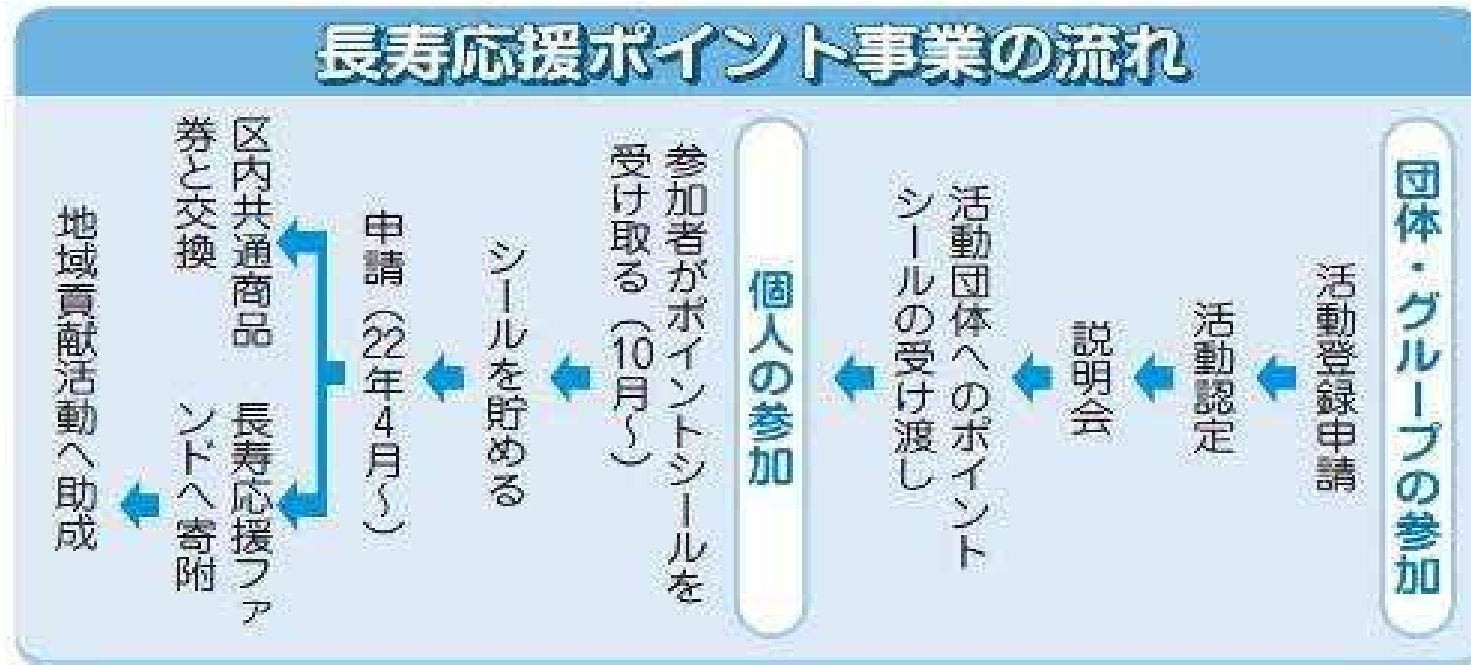 長寿応援ポイント事業の流れ
団体・グループの参加
活動登録申請
活動認定
説明会
活動団体へのポイント
シールの受け渡し
個人の参加
参加者がポイントシールを
受け取る（10月〜）
シールを貯める
申請（22年4月〜）
区内共通商品
券と交換
長寿応援ファ
ンドへ寄附
地域貢献活動へ助成